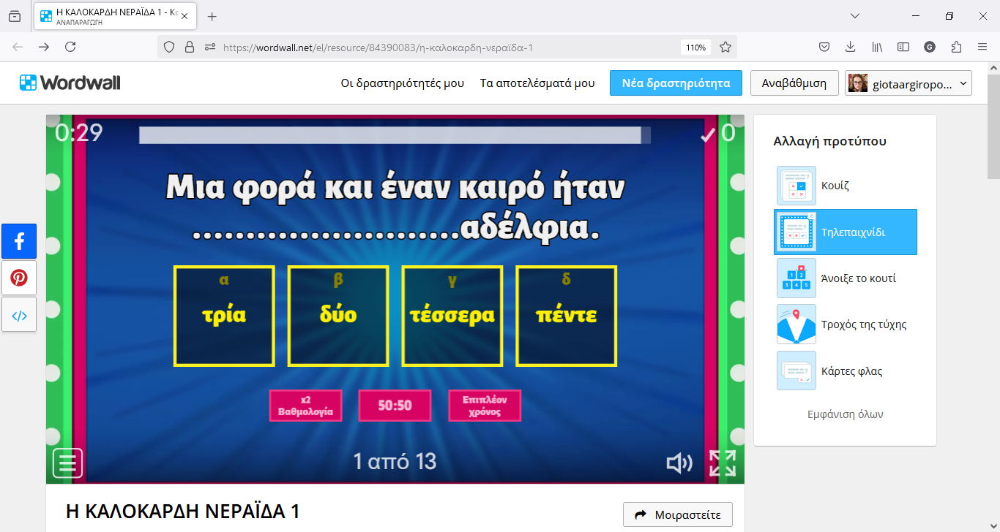 Η ΚΑΛΟΚΑΡΔΗ ΝΕΡΑΪΔΑ 1 - Κα
ΑΝΑΠΑΡΑΓΩΓΗ
https://wordwall.net/el/resource/84390083/η-καλοκαρδη-νεραϊδα-1
110%
G
Wordwall
Οι δραστηριότητές μου
Τα αποτελέσματά μου
Νέα δραστηριότητα
Αναβάθμιση
giotaargiropo...
0:29
0
Μια φορά και έναν καιρό ήταν
.........................αδέλφια.
α
β
γ
δ
τρία
δύο
τέσσερα
πέντε
x2
Βαθμολογία
50:50
Επιπλέον
χρόνος
1 από 13
Αλλαγή προτύπου
Κουίζ
Τηλεπαιχνίδι
Άνοιξε το κουτί
Τροχός της τύχης
Κάρτες φλας
Εμφάνιση όλων
Η ΚΑΛΟΚΑΡΔΗ ΝΕΡΑΪΔΑ 1
Μοιραστείτε